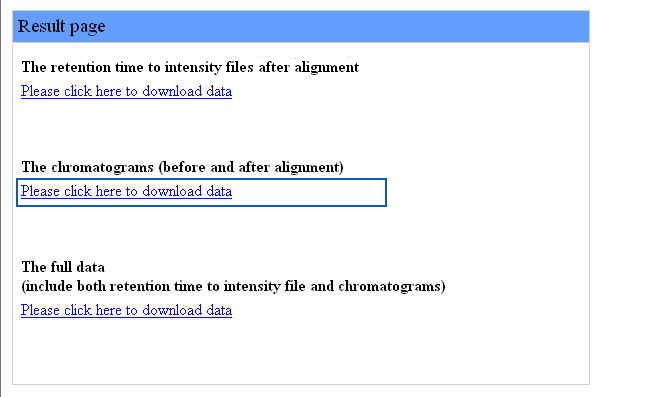 Result page
The retention time to intensity files after alignment
Please click here to download data
The chromatograms (before and after alignment)
Please click here to download data
The full data
(include both retention time to intensity file and chromatograms)
Please click here to download data